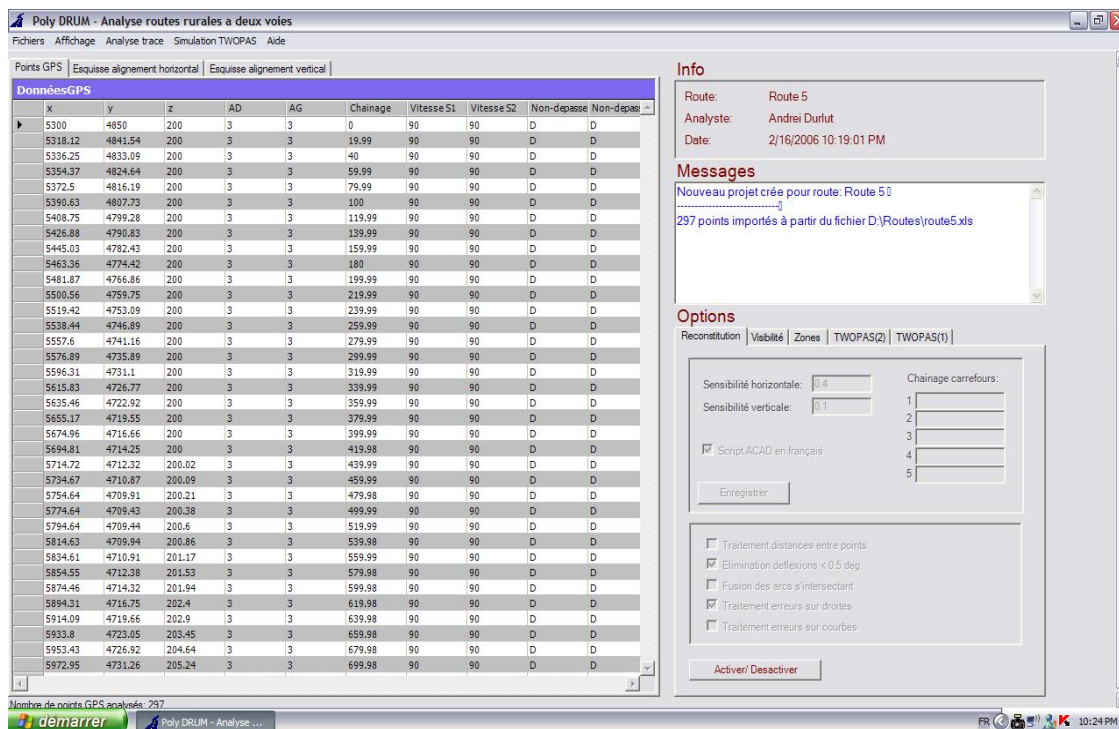 Poly DRUM - Analyse routes rurales a deux voies
Fichiers Affichage Analyse trace Simulation TWOPAS Aide
Points GPS Esquisse alignement horizontal Esquisse alignement vertical
DonnéesGPS
x y z AD AG Chainage Vitesse S1 Vitesse S2 Non-depasse Non-depas
5300 4850 200 3 3 0 90 90 D D
5318.12 4841.54 200 3 3 19.99 90 90 D D
5336.25 4833.09 200 3 3 40 90 90 D D
5354.37 4824.64 200 3 3 59.99 90 90 D D
5372.5 4816.19 200 3 3 79.99 90 90 D D
5390.63 4807.73 200 3 3 100 90 90 D D
5408.75 4799.28 200 3 3 119.99 90 90 D D
5426.88 4790.83 200 3 3 139.99 90 90 D D
5445.03 4782.43 200 3 3 159.99 90 90 D D
5463.36 4774.42 200 3 3 180 90 90 D D
5481.87 4766.86 200 3 3 199.99 90 90 D D
5500.56 4759.75 200 3 3 219.99 90 90 D D
5519.42 4753.09 200 3 3 239.99 90 90 D D
5538.44 4746.89 200 3 3 259.99 90 90 D D
5557.6 4741.16 200 3 3 279.99 90 90 D D
5576.89 4735.89 200 3 3 299.99 90 90 D D
5596.31 4731.1 200 3 3 319.99 90 90 D D
5615.83 4726.77 200 3 3 339.99 90 90 D D
5635.46 4722.92 200 3 3 359.99 90 90 D D
5655.17 4719.55 200 3 3 379.99 90 90 D D
5674.96 4716.66 200 3 3 399.99 90 90 D D
5694.81 4714.25 200 3 3 419.98 90 90 D D
5714.72 4712.32 200.02 3 3 439.99 90 90 D D
5734.67 4710.87 200.09 3 3 459.99 90 90 D D
5754.64 4709.91 200.21 3 3 479.98 90 90 D D
5774.64 4709.43 200.38 3 3 499.99 90 90 D D
5794.64 4709.44 200.6 3 3 519.99 90 90 D D
5814.63 4709.94 200.86 3 3 539.98 90 90 D D
5834.61 4710.91 201.17 3 3 559.99 90 90 D D
5854.55 4712.38 201.53 3 3 579.98 90 90 D D
5874.46 4714.32 201.94 3 3 599.98 90 90 D D
5894.31 4716.75 202.4 3 3 619.98 90 90 D D
5914.09 4719.66 202.9 3 3 639.98 90 90 D D
5933.8 4723.05 203.45 3 3 659.98 90 90 D D
5953.43 4726.92 204.64 3 3 679.98 90 90 D D
5972.95 4731.26 205.24 3 3 699.98 90 90 D D
Nombre de points GPS analysés: 297
Info
Route: Route 5
Analyste: Andrei Durlut
Date: 2/16/2006 10:19:01 PM
Messages
Nouveau projet crée pour route: Route 5
----------------------------
297 points importés à partir du fichier D:\Routes\route5.xls
Options
Reconstitution Visibilité Zones TWOPAS(2) TWOPAS(1)
Sensibilité horizontale: 0.4
Sensibilité verticale: 0.1
Script ACAD en français
Enregistrer
Chainage carrefours:
1
2
3
4
5
Traitement distances entre points
Elimination deflexions < 0.5 deg.
Fusion des arcs s'intersectant
Traitement erreurs sur droites
Traitement erreurs sur courbes
Activer/ Desactiver
démarrer Poly DRUM - Analyse ... FR 10:24 PM